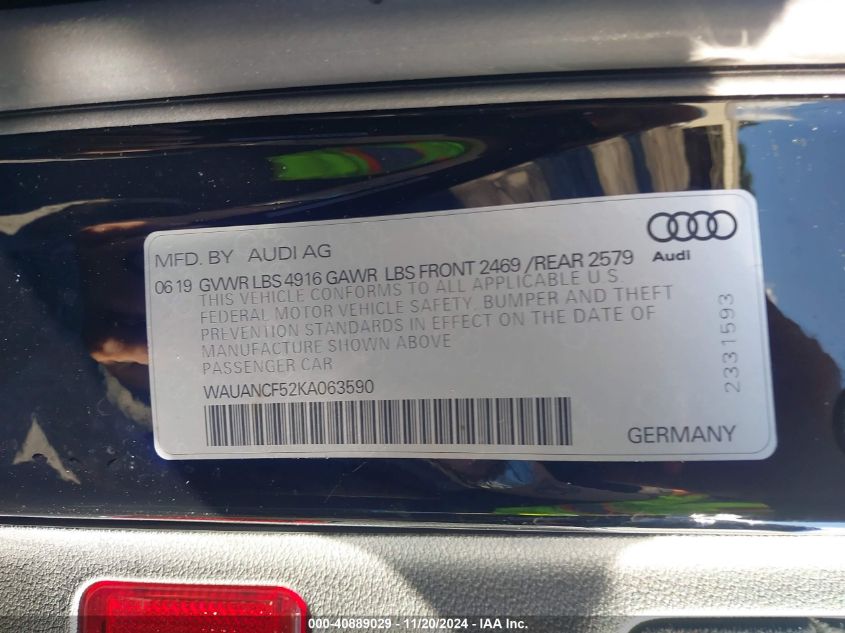 MFD. BY AUDI AG
Audi
06 19 GVWR LBS 4916 GAWR LBS FRONT 2469 /REAR 2579
THIS VEHICLE CONFORMS TO ALL APPLICABLE U.S.
FEDERAL MOTOR VEHICLE SAFETY, BUMPER AND THEFT
PREVENTION STANDARDS IN EFFECT ON THE DATE OF
MANUFACTURE SHOWN ABOVE
PASSENGER CAR
WAUANCF52KA063590
2331593
GERMANY
000-40889029 - 11/20/2024 - IAA Inc.